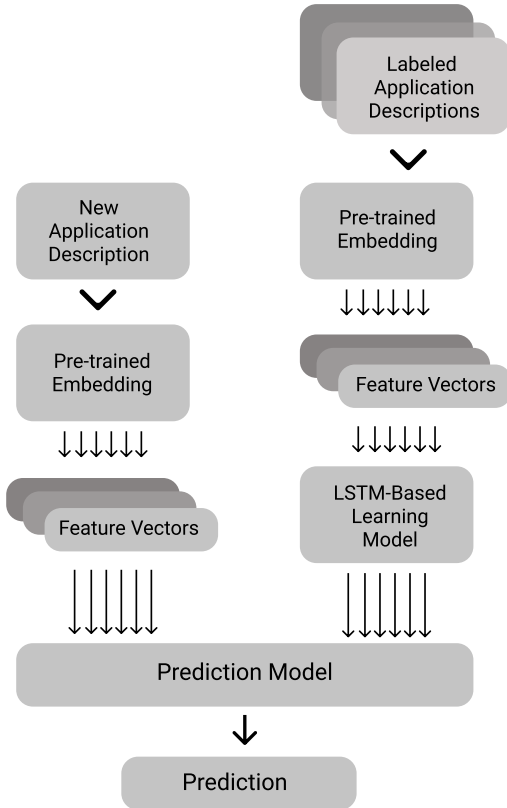 Labeled
Application
Descriptions
New
Application
Description
Pre-trained
Embedding
Pre-trained
Embedding
Feature Vectors
Feature Vectors
LSTM-Based
Learning
Model
Prediction Model
Prediction